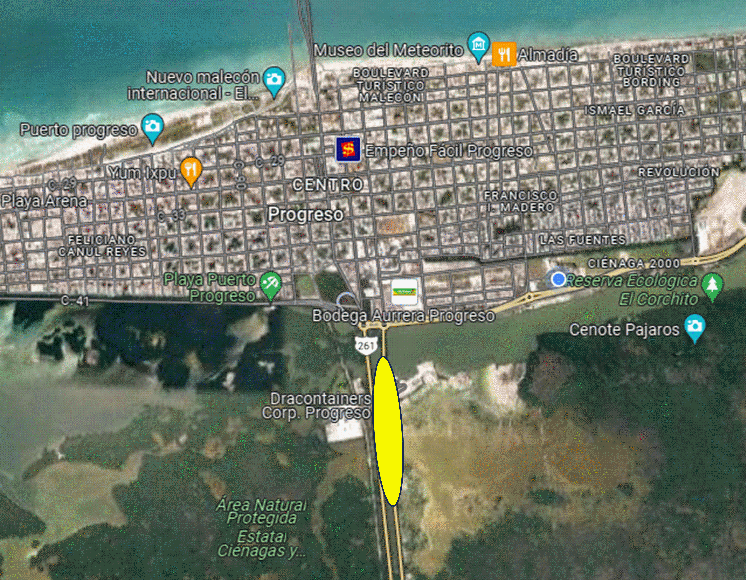 Museo del Meteorito
Almadía
Nuevo malecón
internacional - El...
BOULEVARD
TURÍSTICO
MALECONI
BOULEVARD
TURÍSTICO
BORDING
ISMAEL GARCÍA
Puerto progreso
Empeño Fácil Progreso
C. 29
Yum Ixpu
REVOLUCIÓN
C. 29
Playa Arena
CENTRO
FRANCISCO
I. MADERO
C. 33
Progreso
FELICIANO
CANUL REYES
LAS FUENTES
CIÉNAGA 2000
Playa Puerto
Progreso
Reserva Ecológica
El Corchito
C-41
Bodega Aurrera Progreso
Cenote Pajaros
261
Dracontainers
Corp. Progreso
Área Natural
Protegida
Estatal
Ciénagas y...